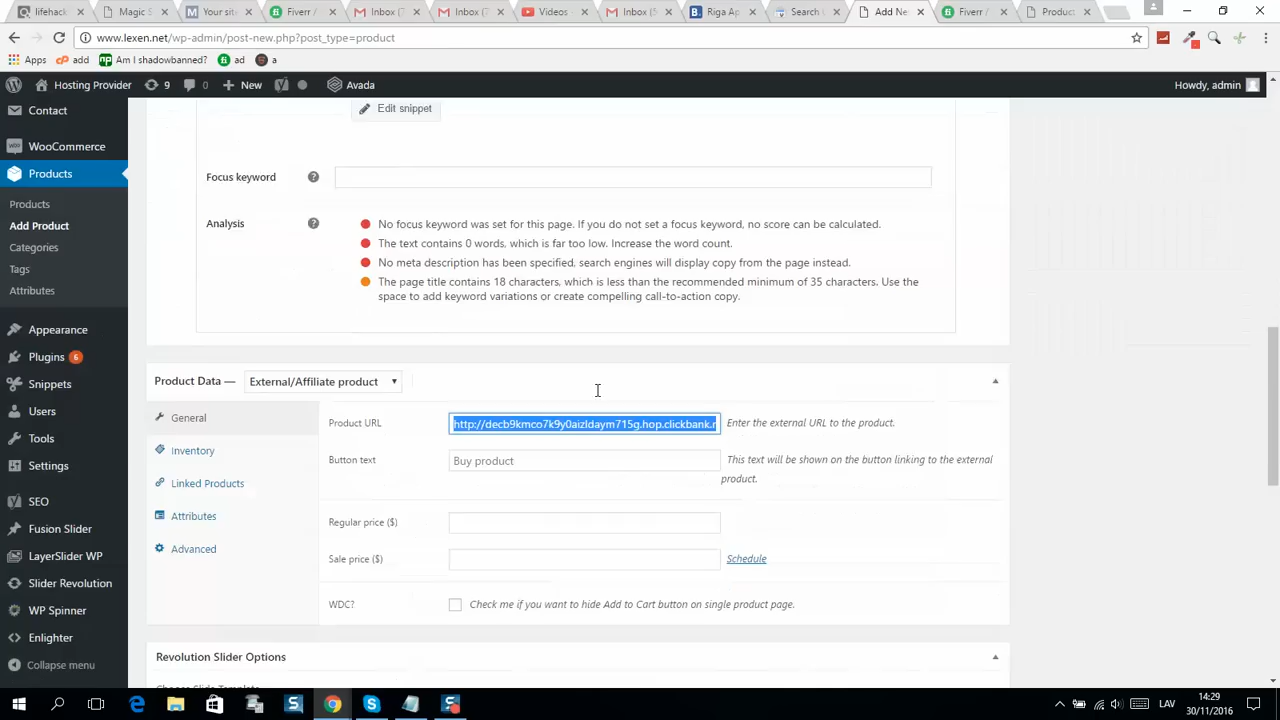 lifehack
Magic S
Your site
Fiverr /
Inbox (7
Inbox (7
Videos
Inbox (N
Riga Ap
Search C
Add Ne
Fiverr /
Product
www.lexen.net/wp-admin/post-new.php?post_type=product
Apps
add
Am I shadowbanned?
ad
a
Hosting Provider
9
0
New
Avada
Howdy, admin
Contact
WooCommerce
Products
Products
Add Product
Categories
Tags
Attributes
Appearance
Plugins 6
Snippets
Users
Tools
Settings
SEO
Fusion Slider
LayerSlider WP
Slider Revolution
WP Spinner
Enlighter
Collapse menu
Edit snippet
Focus keyword
Analysis
No focus keyword was set for this page. If you do not set a focus keyword, no score can be calculated.
The text contains 0 words, which is far too low. Increase the word count.
No meta description has been specified, search engines will display copy from the page instead.
The page title contains 18 characters, which is less than the recommended minimum of 35 characters. Use the
space to add keyword variations or create compelling call-to-action copy.
Product Data — External/Affiliate product
General
Inventory
Linked Products
Attributes
Advanced
Product URL
http://decb9kmco7k9y0aizldaym715g.hop.clickbank.r
Enter the external URL to the product.
Button text
Buy product
This text will be shown on the button linking to the external
product.
Regular price ($)
Sale price ($)
Schedule
WDC?
Check me if you want to hide Add to Cart button on single product page.
Revolution Slider Options
Choose Slide Template
LAV
14:29
30/11/2016